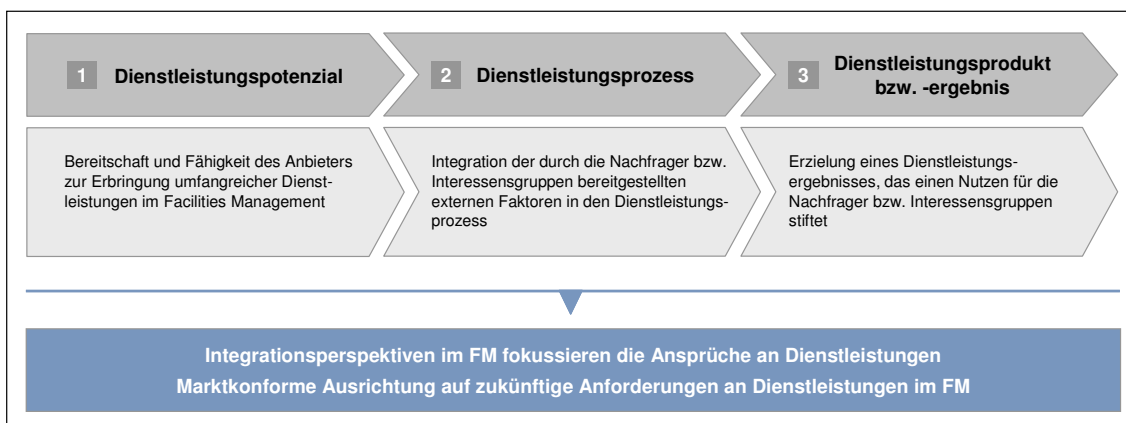 1 Dienstleistungspotenzial
2 Dienstleistungsprozess
3 Dienstleistungsprodukt
bzw. -ergebnis
Bereitschaft und Fähigkeit des Anbieters
zur Erbringung umfangreicher Dienst-
leistungen im Facilities Management
Integration der durch die Nachfrager bzw.
Interessensgruppen bereitgestellten
externen Faktoren in den Dienstleistungs-
prozess
Erzielung eines Dienstleistungs-
ergebnisses, das einen Nutzen für die
Nachfrager bzw. Interessensgruppen
stiftet
Integrationsperspektiven im FM fokussieren die Ansprüche an Dienstleistungen
Marktkonforme Ausrichtung auf zukünftige Anforderungen an Dienstleistungen im FM